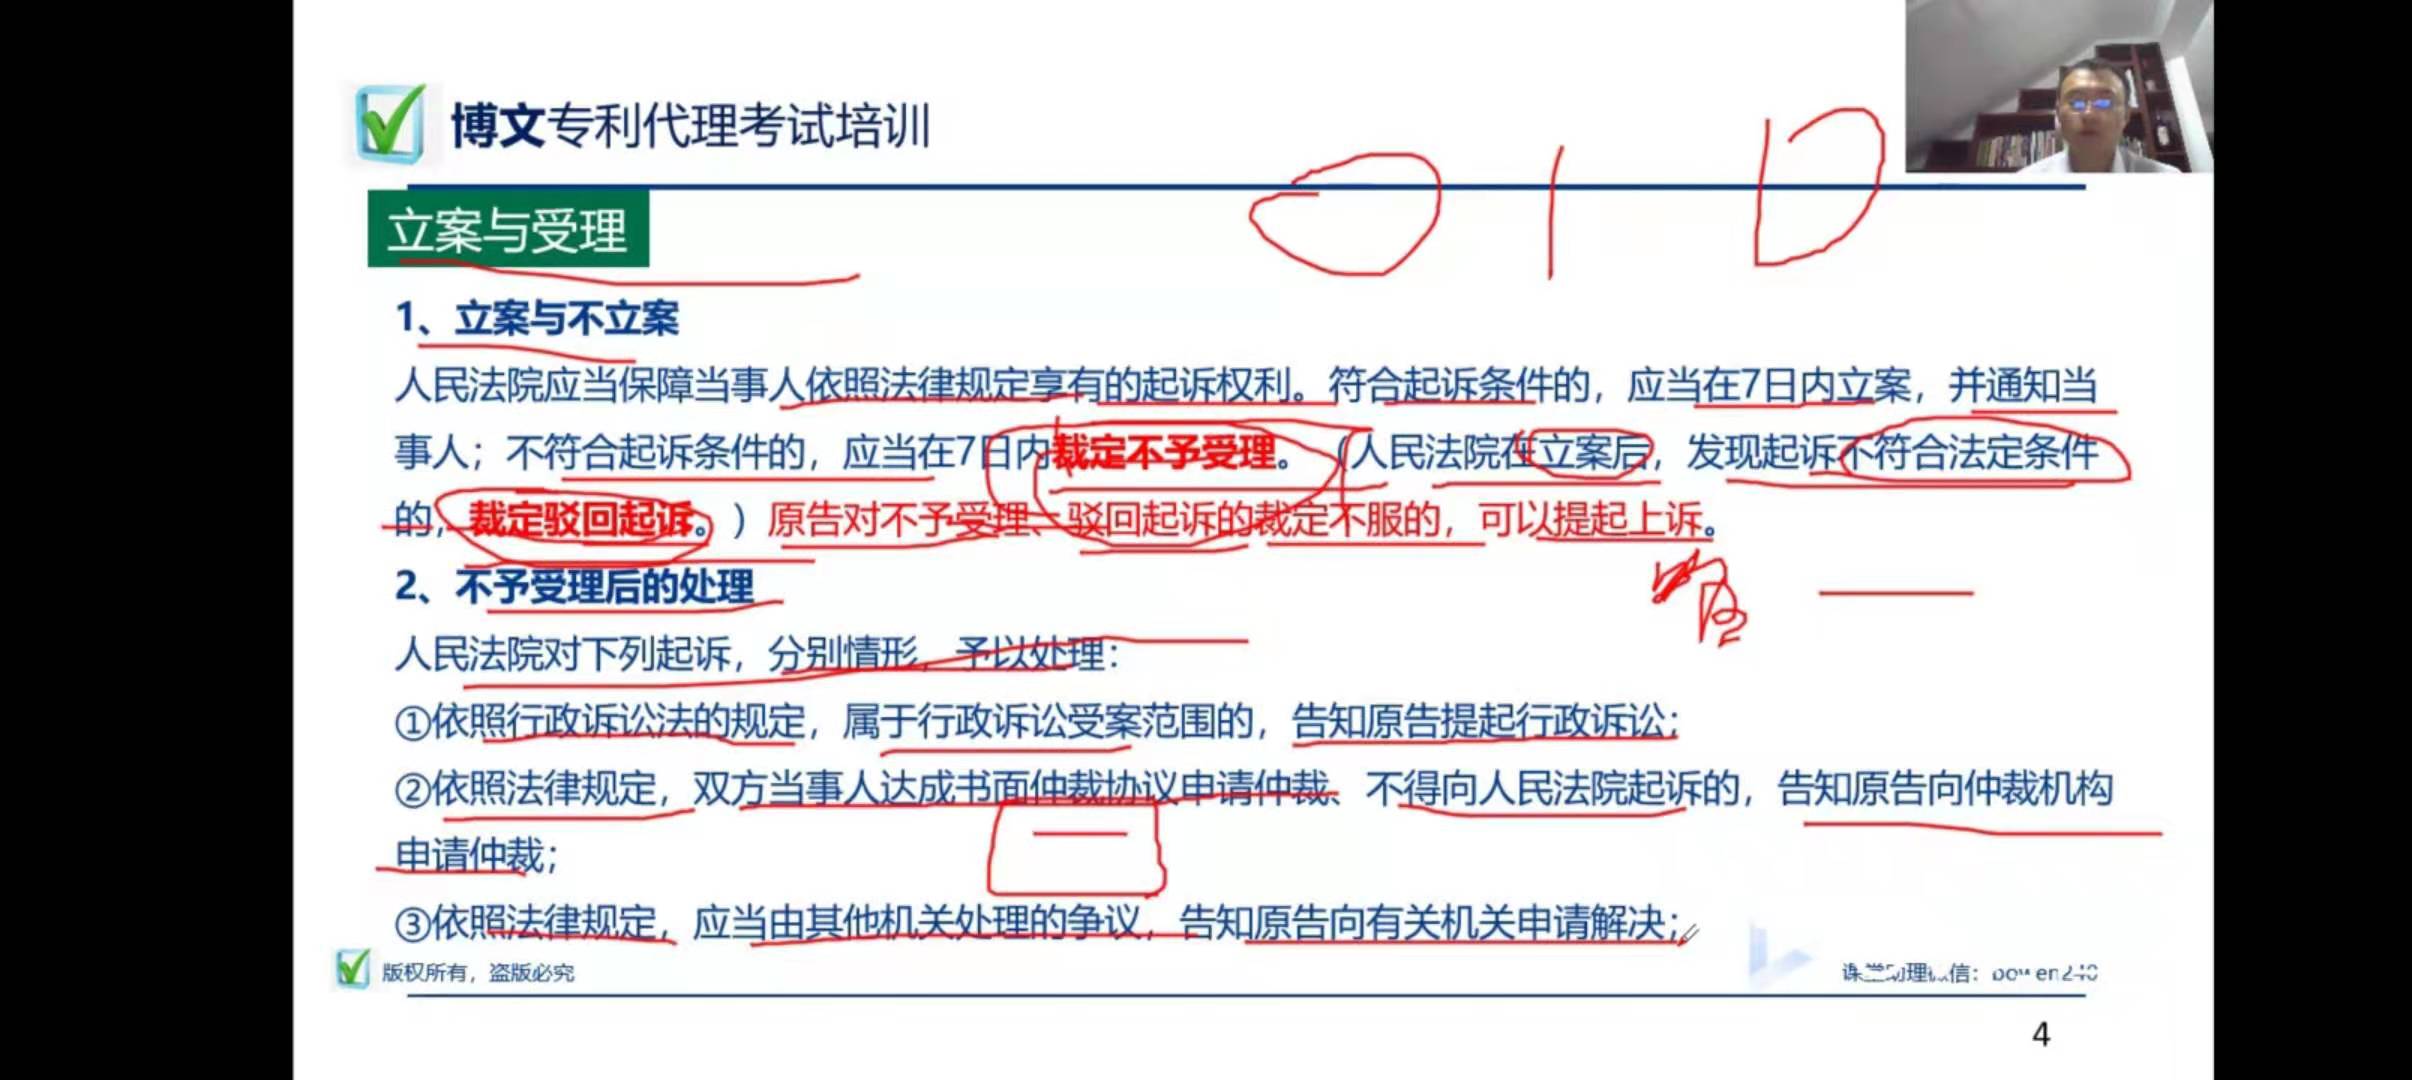 博文专利代理考试培训
立案与受理
1、立案与不立案
人民法院应当保障当事人依照法律规定享有的起诉权利。符合起诉条件的，应当在7日内立案，并通知当
事人；不符合起诉条件的，应当在7日内裁定不予受理。（人民法院在立案后，发现起诉不符合法定条件
的，裁定驳回起诉。）原告对不予受理、驳回起诉的裁定不服的，可以提起上诉。
2、不予受理后的处理
人民法院对下列起诉，分别情形，予以处理：
①依照行政诉讼法的规定，属于行政诉讼受案范围的，告知原告提起行政诉讼；
②依照法律规定，双方当事人达成书面仲裁协议申请仲裁、不得向人民法院起诉的，告知原告向仲裁机构
申请仲裁；
③依照法律规定，应当由其他机关处理的争议，告知原告向有关机关申请解决；
版权所有，盗版必究
课堂助理微信：bowen240
4